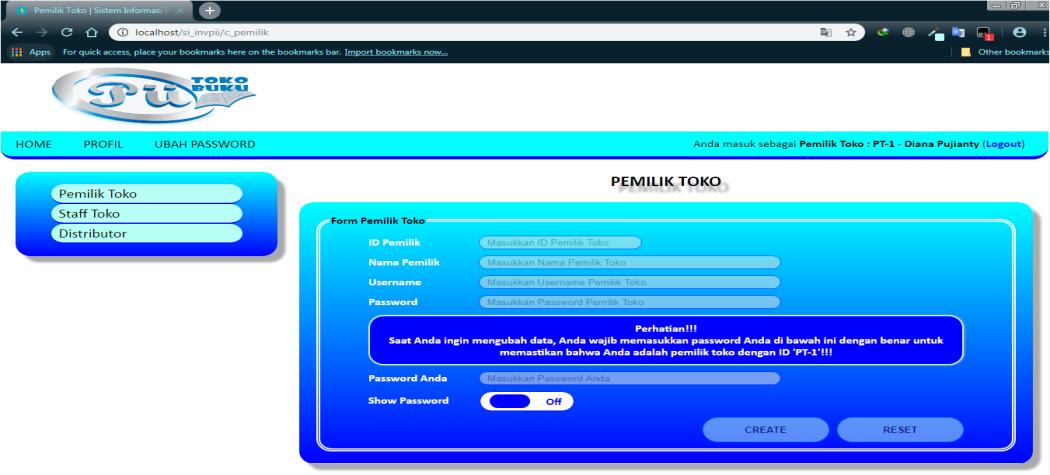 Pemilik Toko | Sistem Informasi
localhost/si_invpii/c_pemilik
Apps For quick access, place your bookmarks here on the bookmarks bar. Import bookmarks now...
Other bookmarks
Pii TOKO BUKU
HOME PROFIL UBAH PASSWORD
Anda masuk sebagai Pemilik Toko : PT-1 - Diana Pujianty (Logout)
Pemilik Toko
Staff Toko
Distributor
PEMILIK TOKO
Form Pemilik Toko
ID Pemilik Masukkan ID Pemilik Toko
Nama Pemilik Masukkan Nama Pemilik Toko
Username Masukkan Username Pemilik Toko
Password Masukkan Password Pemilik Toko
Perhatian!!!
Saat Anda ingin mengubah data, Anda wajib memasukkan password Anda di bawah ini dengan benar untuk
memastikan bahwa Anda adalah pemilik toko dengan ID 'PT-1'!!!
Password Anda Masukkan Password Anda
Show Password Off
CREATE RESET